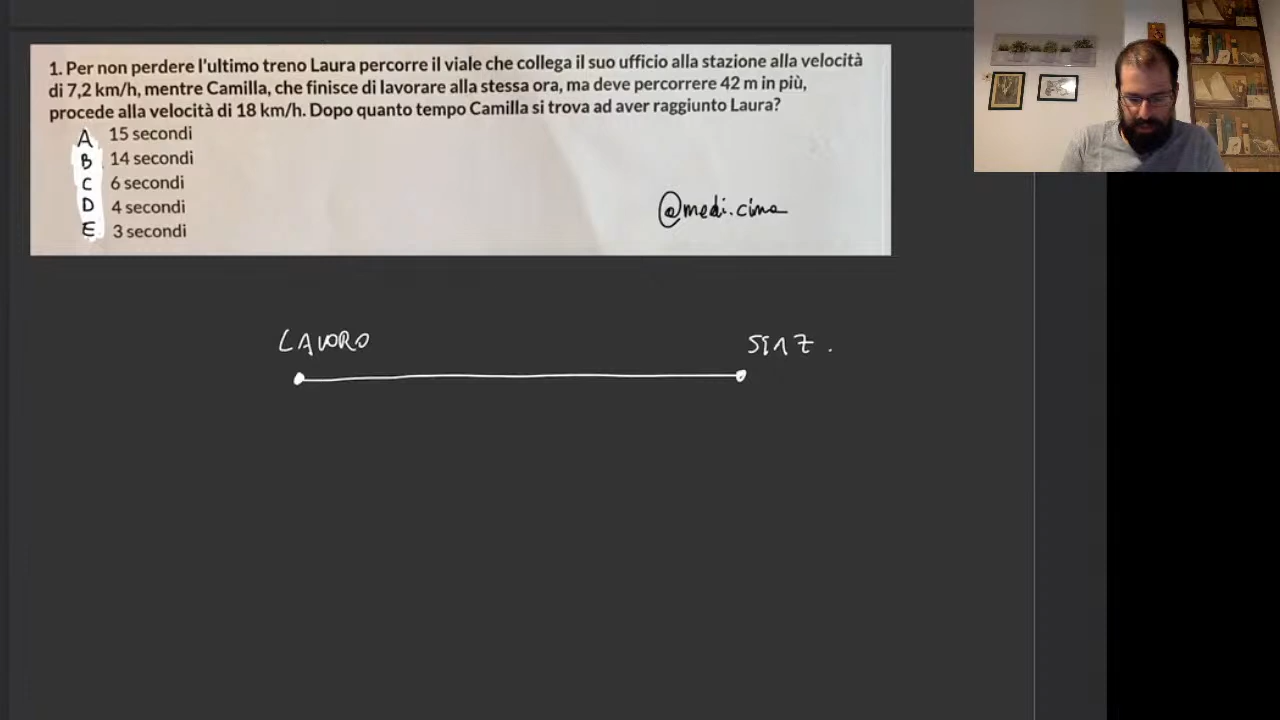 1. Per non perdere l'ultimo treno Laura percorre il viale che collega il suo ufficio alla stazione alla velocità
di 7,2 km/h, mentre Camilla, che finisce di lavorare alla stessa ora, ma deve percorrere 42 m in più,
procede alla velocità di 18 km/h. Dopo quanto tempo Camilla si trova ad aver raggiunto Laura?
A 15 secondi
B 14 secondi
C 6 secondi
D 4 secondi
E 3 secondi
@medi.cina
LAVORO
STAZ.